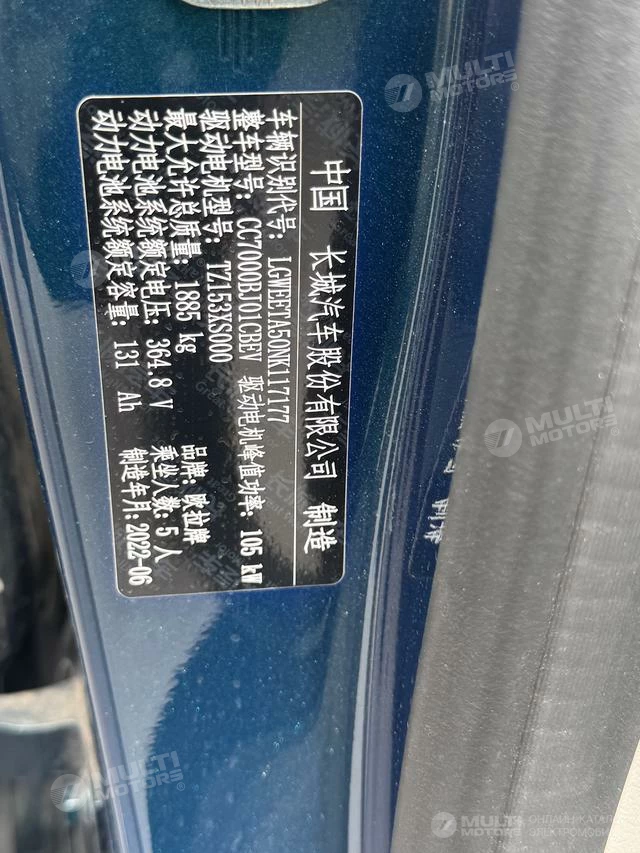 中国 长城汽车股份有限公司 制造
车辆识别代号: LGWEETA50NK117177
整车型号: CC7000BJ01CBEV 驱动电机峰值功率: 105 kW
驱动电机型号: TZ153XS000
最大允许总质量: 1885 kg 品牌: 欧拉牌
动力电池系统额定电压: 364.8 V 乘坐人数: 5 人
动力电池系统额定容量: 131 Ah 制造年月: 2022-06
MULTI
MOTORS
MULTI
MOTORS
MULTI
MOTORS
MULTI
MOTORS
ОНЛАЙН-КАТАЛ
ЭЛЕКТРОМОБИ